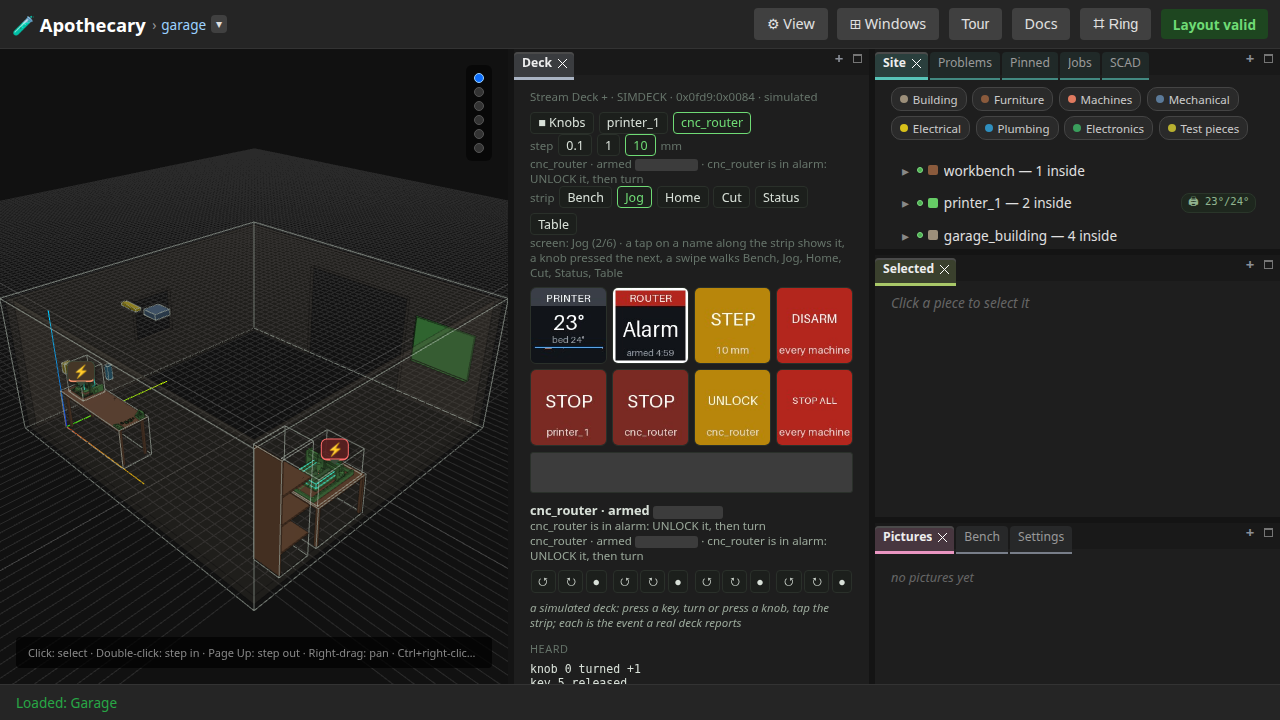 Apothecary › garage ▾
⚙ View
⊞ Windows
Tour
Docs
⌗ Ring
Layout valid
Deck
Stream Deck + · SIMDECK · 0x0fd9:0x0084 · simulated
■ Knobs printer_1 cnc_router
step 0.1 1 10 mm
cnc_router · armed · cnc_router is in alarm:
UNLOCK it, then turn
strip Bench Jog Home Cut Status
Table
screen: Jog (2/6) · a tap on a name along the strip shows it,
a knob pressed the next, a swipe walks Bench, Jog, Home,
Cut, Status, Table
PRINTER
23°
bed 24°
ROUTER
Alarm
armed 4:59
STEP
10 mm
DISARM
every machine
STOP
printer_1
STOP
cnc_router
UNLOCK
cnc_router
STOP ALL
every machine
cnc_router · armed
cnc_router is in alarm: UNLOCK it, then turn
cnc_router · armed · cnc_router is in alarm:
UNLOCK it, then turn
a simulated deck: press a key, turn or press a knob, tap the
strip; each is the event a real deck reports
HEARD
knob 0 turned +1
key 5 released
Site Problems Pinned Jobs SCAD
Building Furniture Machines Mechanical
Electrical Plumbing Electronics Test pieces
workbench — 1 inside
printer_1 — 2 inside 23°/24°
garage_building — 4 inside
Selected
Click a piece to select it
Pictures Bench Settings
no pictures yet
Click: select · Double-click: step in · Page Up: step out · Right-drag: pan · Ctrl+right-clic...
Loaded: Garage